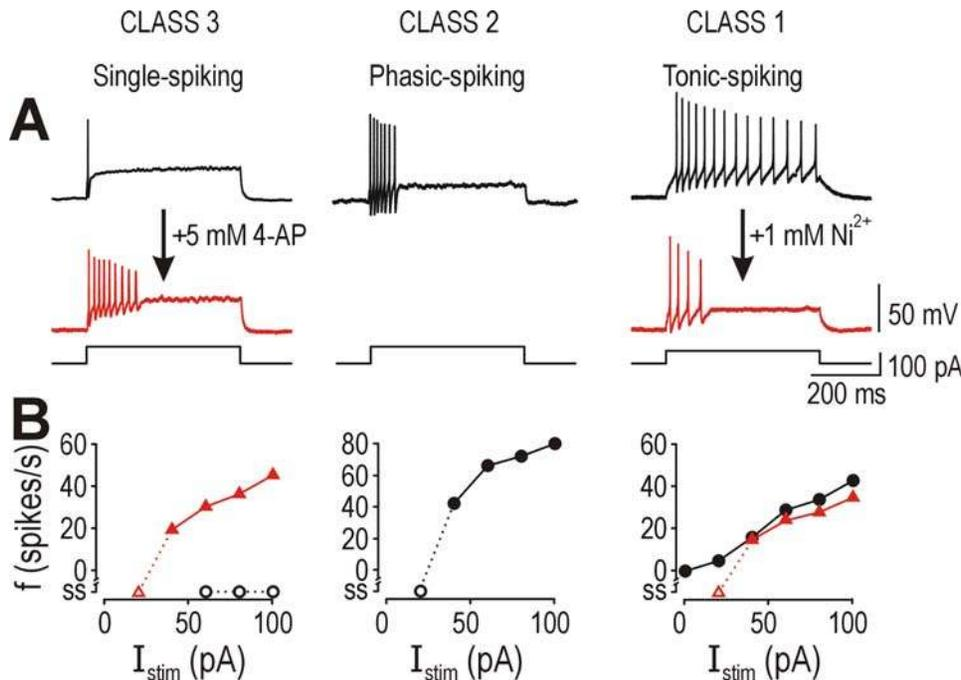 CLASS 3 CLASS 2 CLASS 1
Single-spiking Phasic-spiking Tonic-spiking
A
+5 mM 4-AP +1 mM Ni²⁺
50 mV
100 pA
200 ms
B
f (spikes/s)
60 80 60
40 60 40
20 40 20
0 20 0
0
SS SS SS
0 50 100 0 50 100 0 50 100
Istim (pA) Istim (pA) Istim (pA)